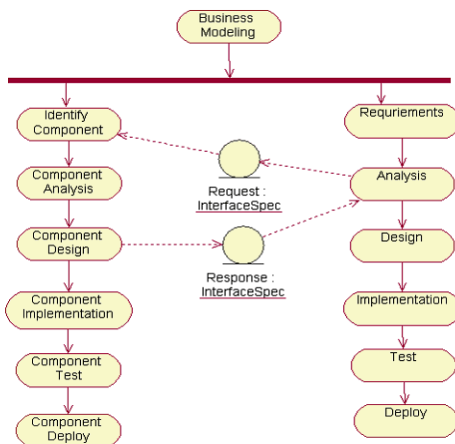 Business
Modeling
Identify
Component
Requriements
Component
Analysis
Request :
InterfaceSpec
Analysis
Component
Design
Response :
InterfaceSpec
Design
Component
Implementation
Implementation
Component
Test
Test
Component
Deploy
Deploy